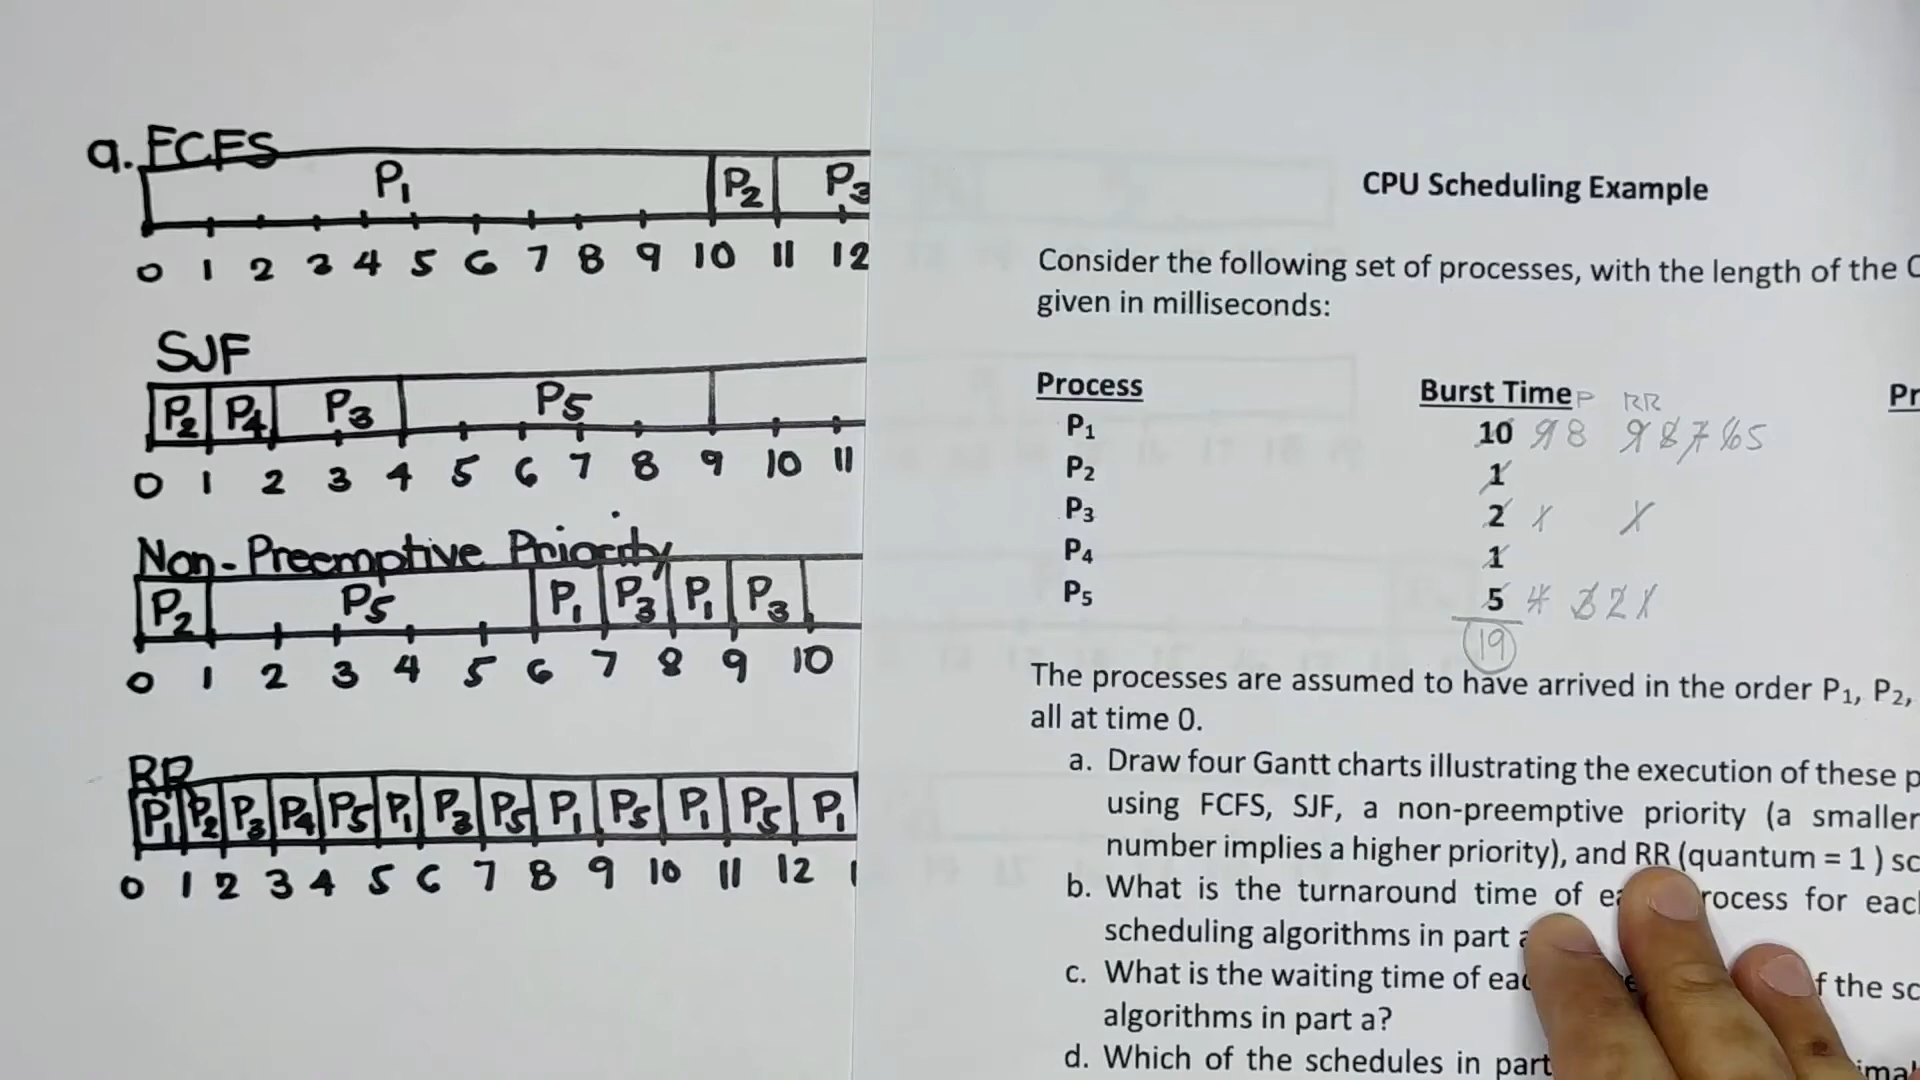 a. FCFS
P1 P2 P3
0 1 2 3 4 5 6 7 8 9 10 11 12
SJF
P2 P4 P3 P5
0 1 2 3 4 5 6 7 8 9 10 11
Non-Preemptive Priority
P2 P5 P1 P3 P1 P3
0 1 2 3 4 5 6 7 8 9 10
RR
P1 P2 P3 P4 P5 P1 P3 P5 P1 P5 P1 P5 P1
0 1 2 3 4 5 6 7 8 9 10 11 12 1
CPU Scheduling Example
Consider the following set of processes, with the length of the C
given in milliseconds:
Process Burst Time P RR Pr
P1 10 9 8 9 8 7 6 5
P2 1
P3 2 1 1
P4 1
P5 5 4 3 2 1
19
The processes are assumed to have arrived in the order P1, P2,
all at time 0.
a. Draw four Gantt charts illustrating the execution of these p
using FCFS, SJF, a non-preemptive priority (a smaller
number implies a higher priority), and RR (quantum = 1 ) sc
b. What is the turnaround time of rocess for each
scheduling algorithms in part a
c. What is the waiting time of eac f the sc
algorithms in part a?
d. Which of the schedules in part imal